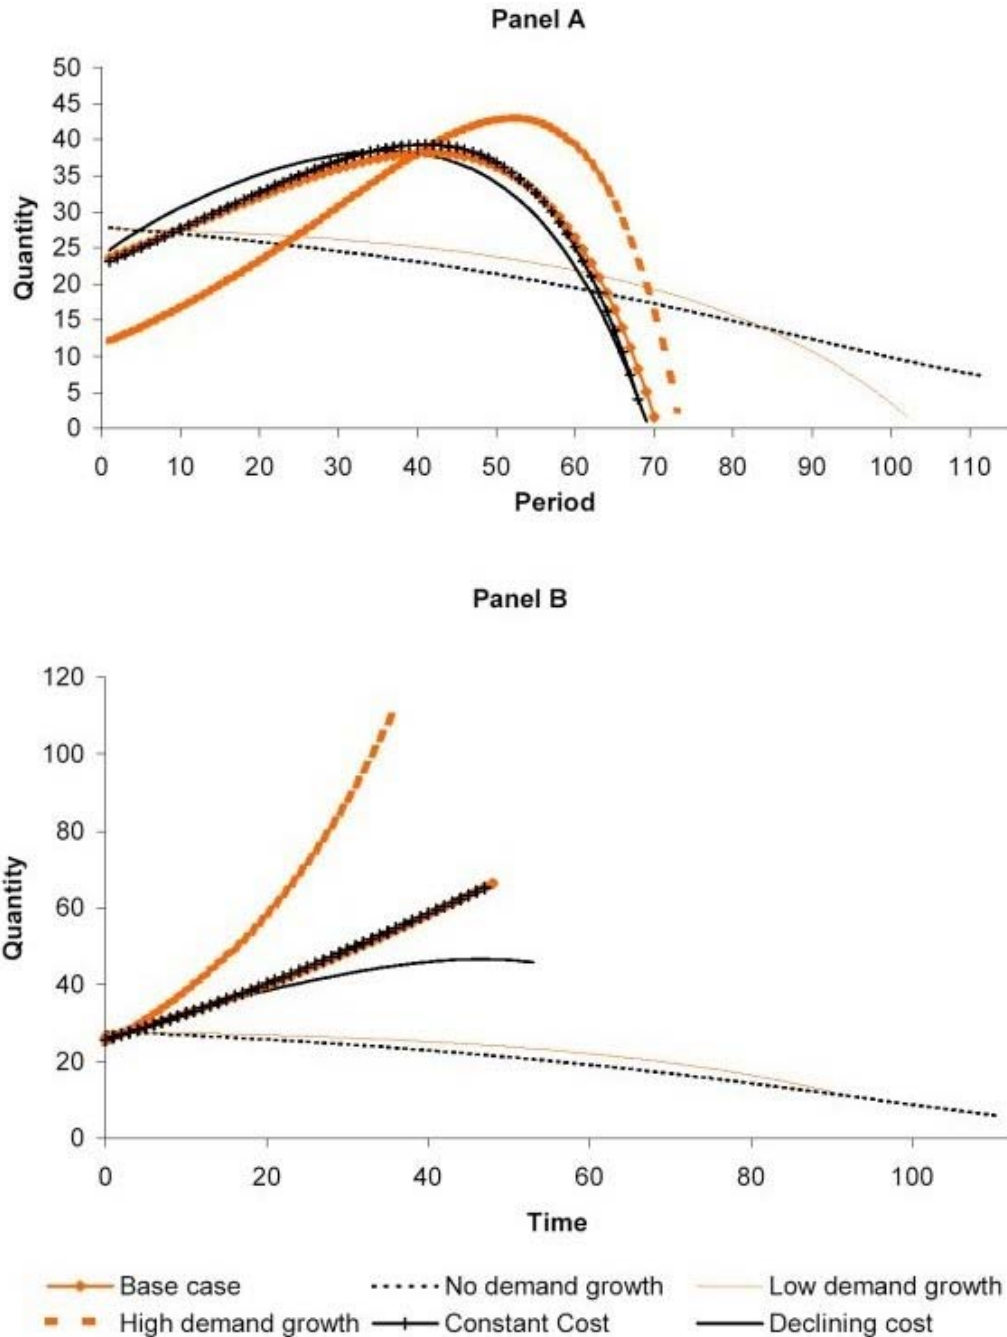 Panel A
50
45
40
35
30
25
20
15
10
5
0
Quantity
0 10 20 30 40 50 60 70 80 90 100 110
Period
Panel B
120
100
80
60
40
20
0
Quantity
0 20 40 60 80 100
Time
Base case No demand growth Low demand growth
High demand growth Constant Cost Declining cost